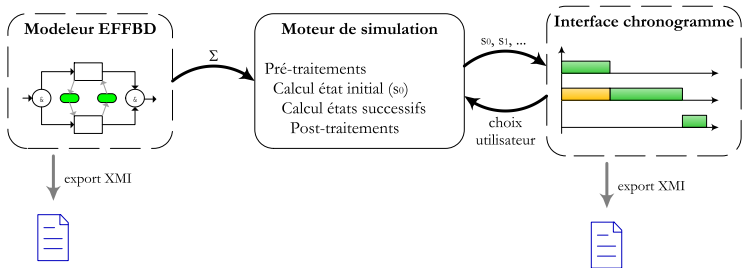 Modeleur EFFBD
&
&
export XMI
Σ
Moteur de simulation
Pré-traitements
Calcul état initial (s0)
Calcul états successifs
Post-traitements
s0, s1, ...
choix
utilisateur
Interface chronogramme
export XMI